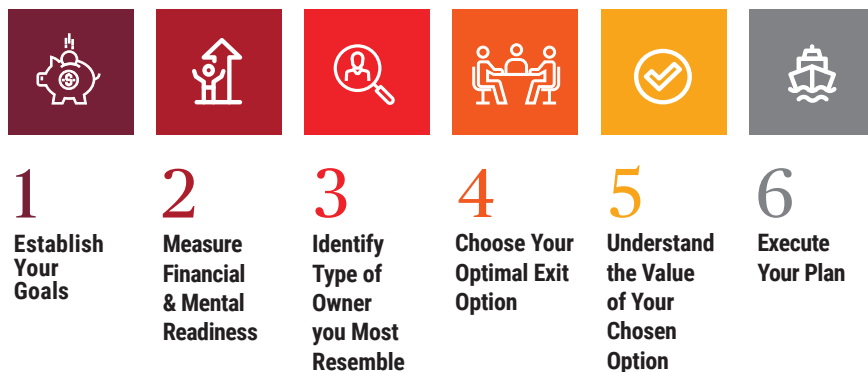 1
Establish
Your
Goals
2
Measure
Financial
& Mental
Readiness
3
Identify
Type of
Owner
you Most
Resemble
4
Choose Your
Optimal Exit
Option
5
Understand
the Value
of Your
Chosen
Option
6
Execute
Your Plan